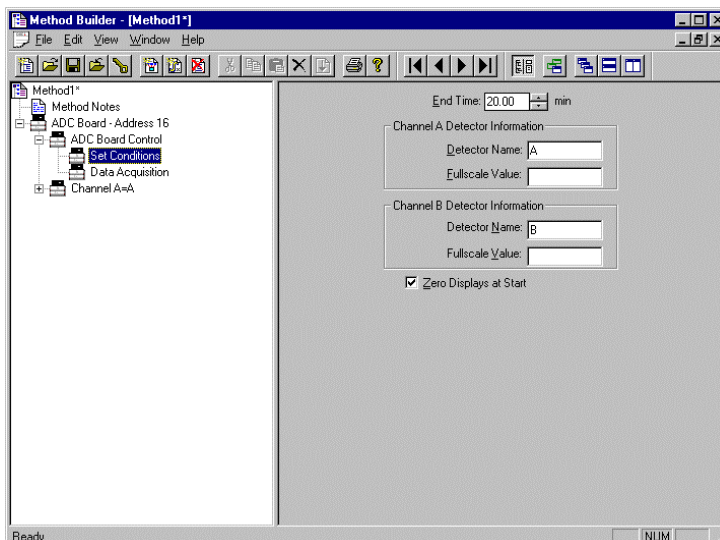 Method Builder - [Method1*]
File Edit View Window Help
Method1*
Method Notes
ADC Board - Address 16
ADC Board Control
Set Conditions
Data Acquisition
Channel A=A
End Time: 20.00 min
Channel A Detector Information
Detector Name: A
Fullscale Value:
Channel B Detector Information
Detector Name: B
Fullscale Value:
Zero Displays at Start
Ready
NUM